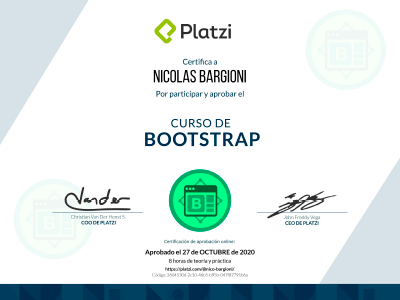 Platzi
Certifica a
NICOLAS BARGIONI
Por participar y aprobar el
CURSO DE
BOOTSTRAP
Christian Van Der Henst S
COO DE PLATZI
John Freddy Vega
CEO DE PLATZI
Certificación de aprobación online:
Aprobado el 27 de OCTUBRE de 2020
8 horas de teoría y práctica
https://platzi.com/@nico-bargioni/
Código: